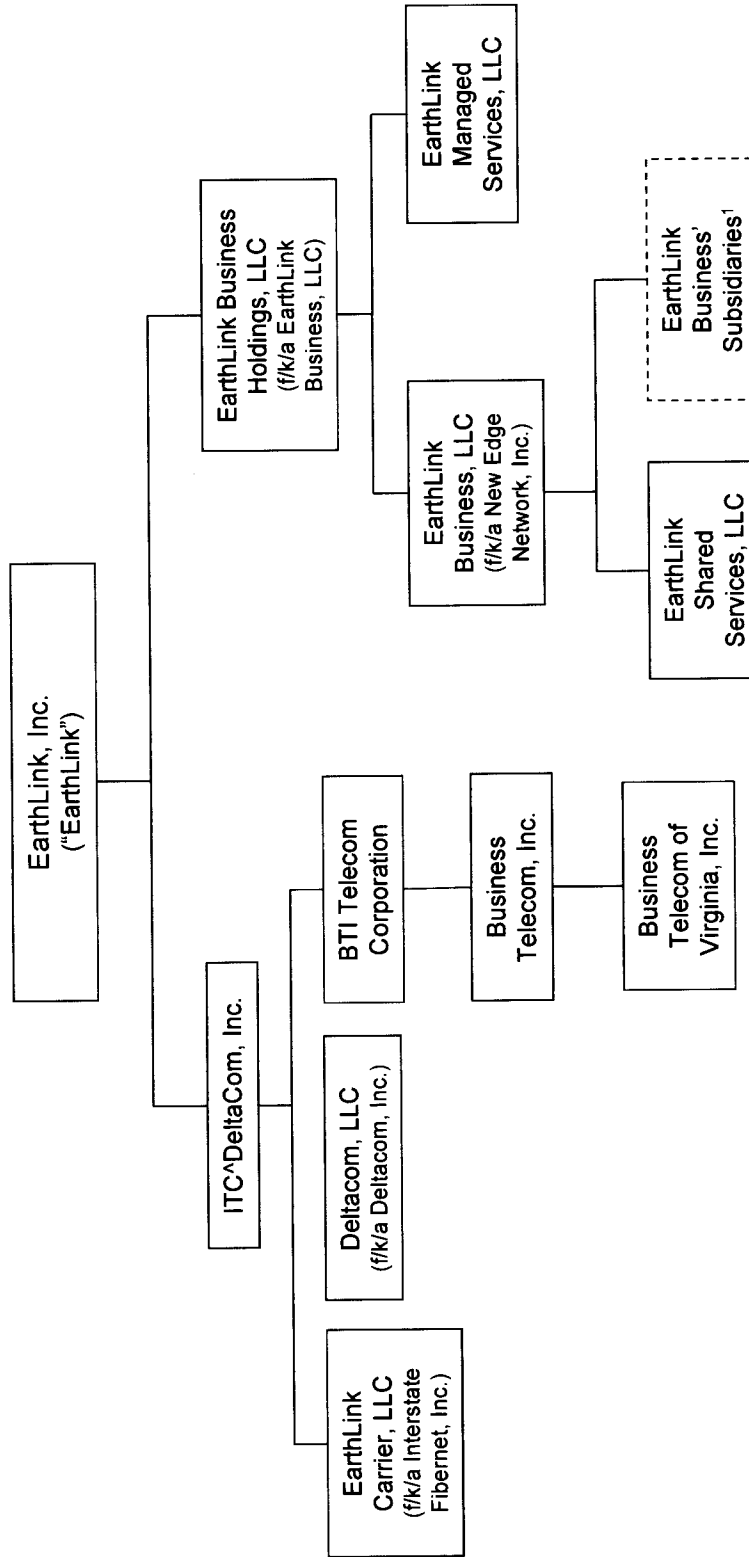 EarthLink, Inc.
("EarthLink")
ITC^DeltaCom, Inc.
EarthLink Business
Holdings, LLC
(f/k/a EarthLink
Business, LLC)
EarthLink
Carrier, LLC
(f/k/a Interstate
Fibernet, Inc.)
Deltacom, LLC
(f/k/a Deltacom, Inc.)
BTI Telecom
Corporation
EarthLink
Business, LLC
(f/k/a New Edge
Network, Inc.)
EarthLink
Managed
Services, LLC
Business
Telecom, Inc.
Business
Telecom of
Virginia, Inc.
EarthLink
Shared
Services, LLC
EarthLink
Business'
Subsidiaries¹